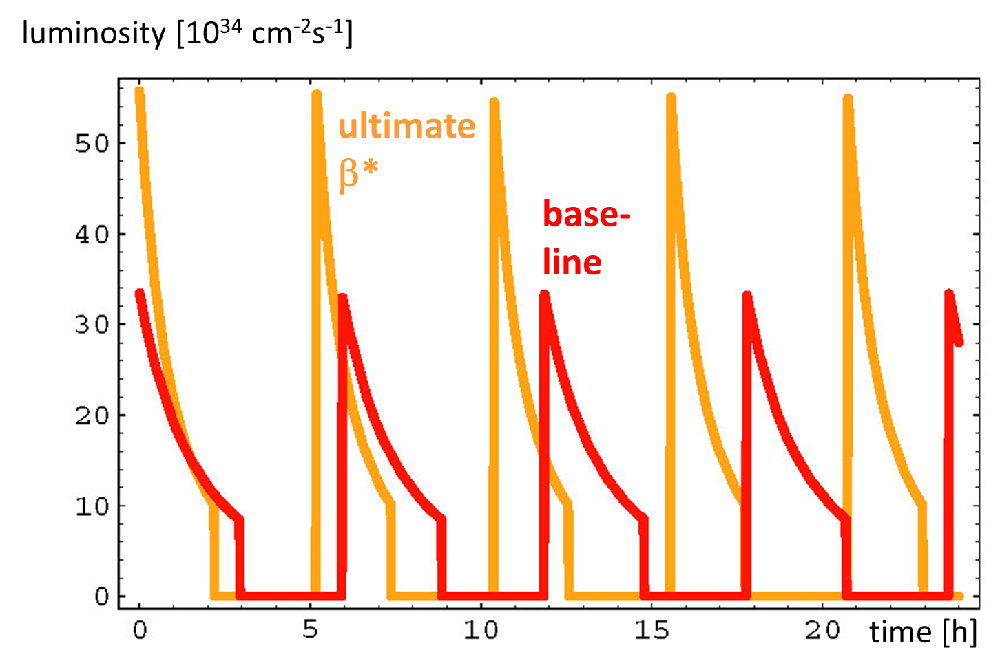 luminosity [10³⁴ cm⁻²s⁻¹]
50
40
30
20
10
0
ultimate
β*
base-
line
0 5 10 15 20 time [h]